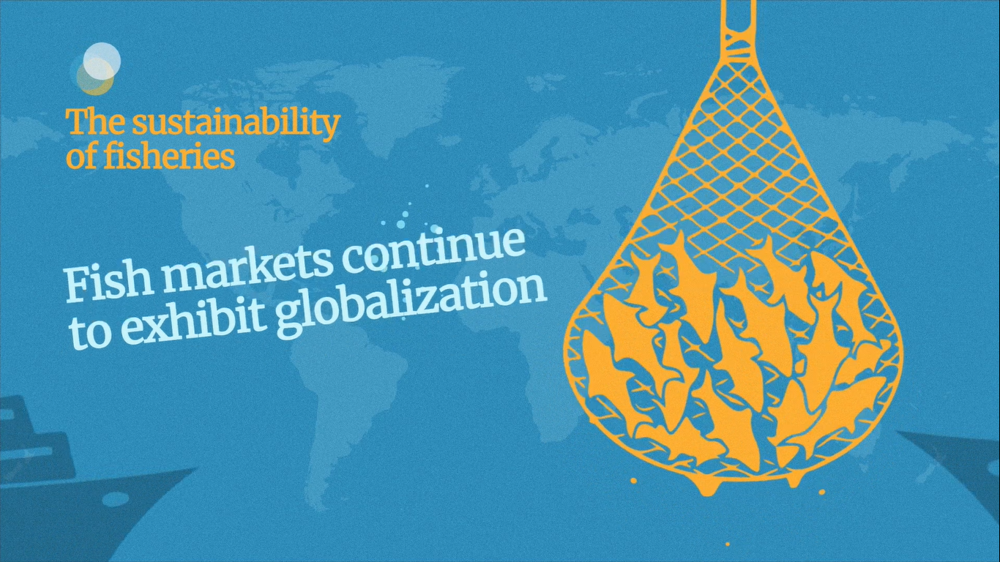 The sustainability
of fisheries
Fish markets continue
to exhibit globalization